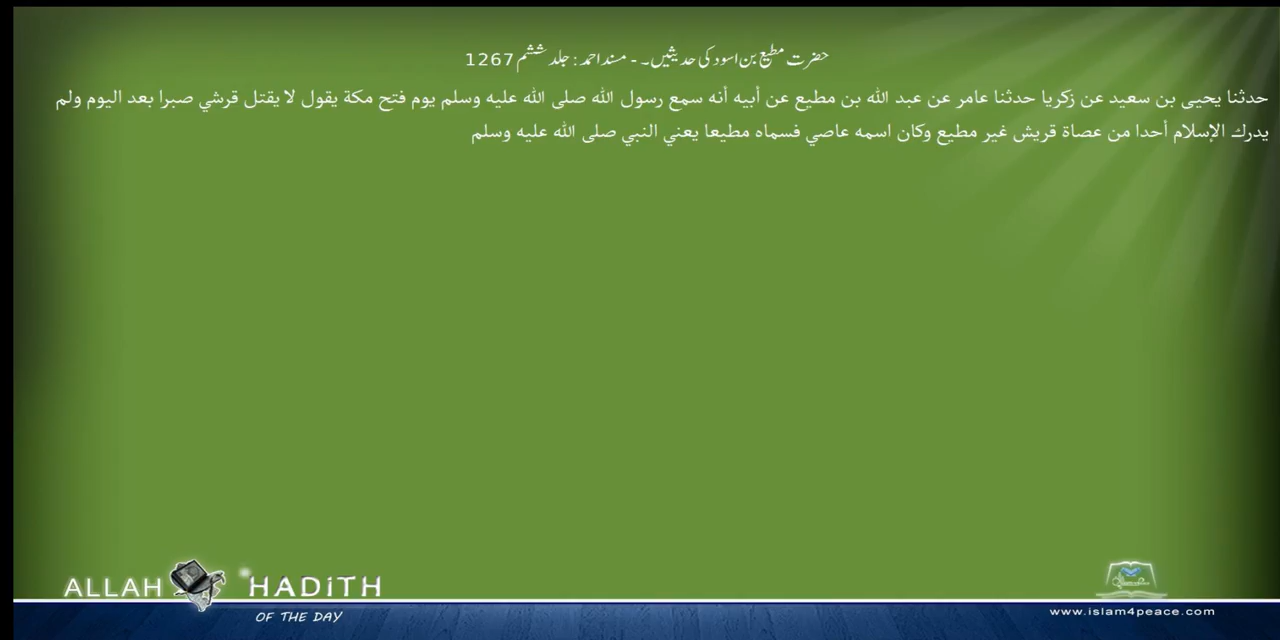 حضرت مطیع بن اسود کی حدیثیں۔ - مسند احمد : جلد ششم 1267
حدثنا يحيى بن سعيد عن زكريا حدثنا عامر عن عبد الله بن مطيع عن أبيه أنه سمع رسول الله صلى الله عليه وسلم يوم فتح مكة يقول لا يقتل قرشي صبرا بعد اليوم ولم
يدرك الإسلام أحدا من عصاة قريش غير مطيع وكان اسمه عاصي فسماه مطيعا يعني النبي صلى الله عليه وسلم
ALLAH HADITH
OF THE DAY
www.islam4peace.com